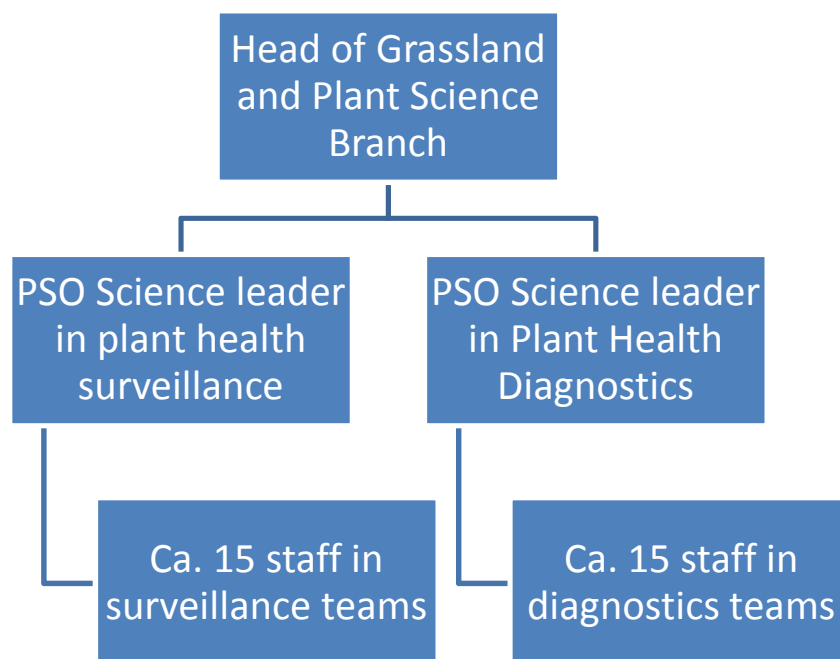 Head of Grassland
and Plant Science
Branch
PSO Science leader
in plant health
surveillance
PSO Science leader
in Plant Health
Diagnostics
Ca. 15 staff in
surveillance teams
Ca. 15 staff in
diagnostics teams